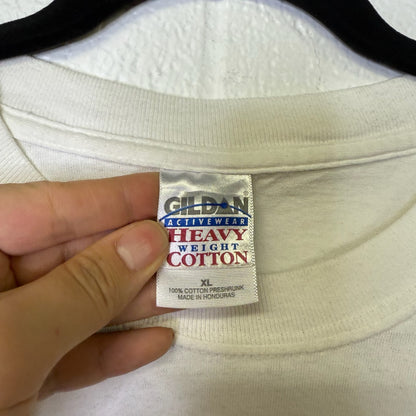 GILDAN
ACTIVEWEAR
HEAVY
WEIGHT
COTTON
XL
100% COTTON PRESHRUNK
MADE IN HONDURAS